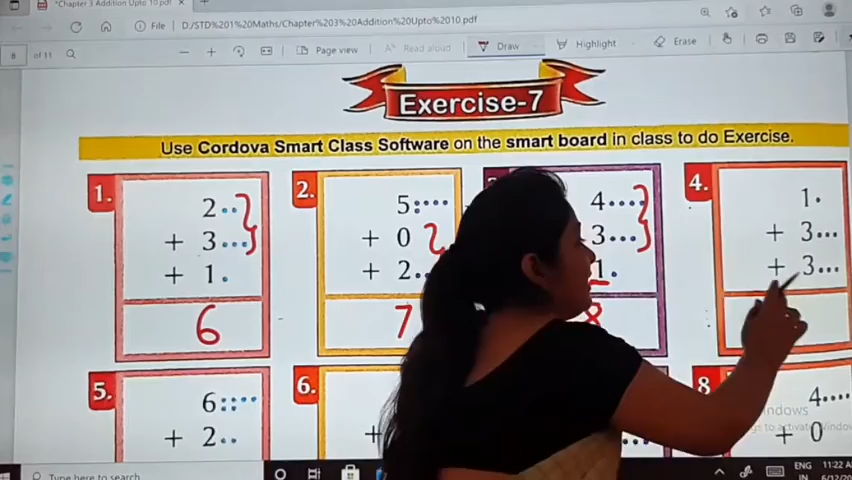 *Chapter 3 Addition Upto 10.pdf
File D:/STD%201%20Maths/Chapter%203%20Addition%20Upto%2010.pdf
8 of 11 Page view Read aloud Draw Highlight Erase
Exercise-7
Use Cordova Smart Class Software on the smart board in class to do Exercise.
1. 2. 4.
2 5 4 1
+ 3 + 0 3 + 3
+ 1 + 2 1 + 3
6 7 8
5. 6. 8
6 4
+ 2 + + 0
Type here to search
ENG
IN
11:22 A
6/12/